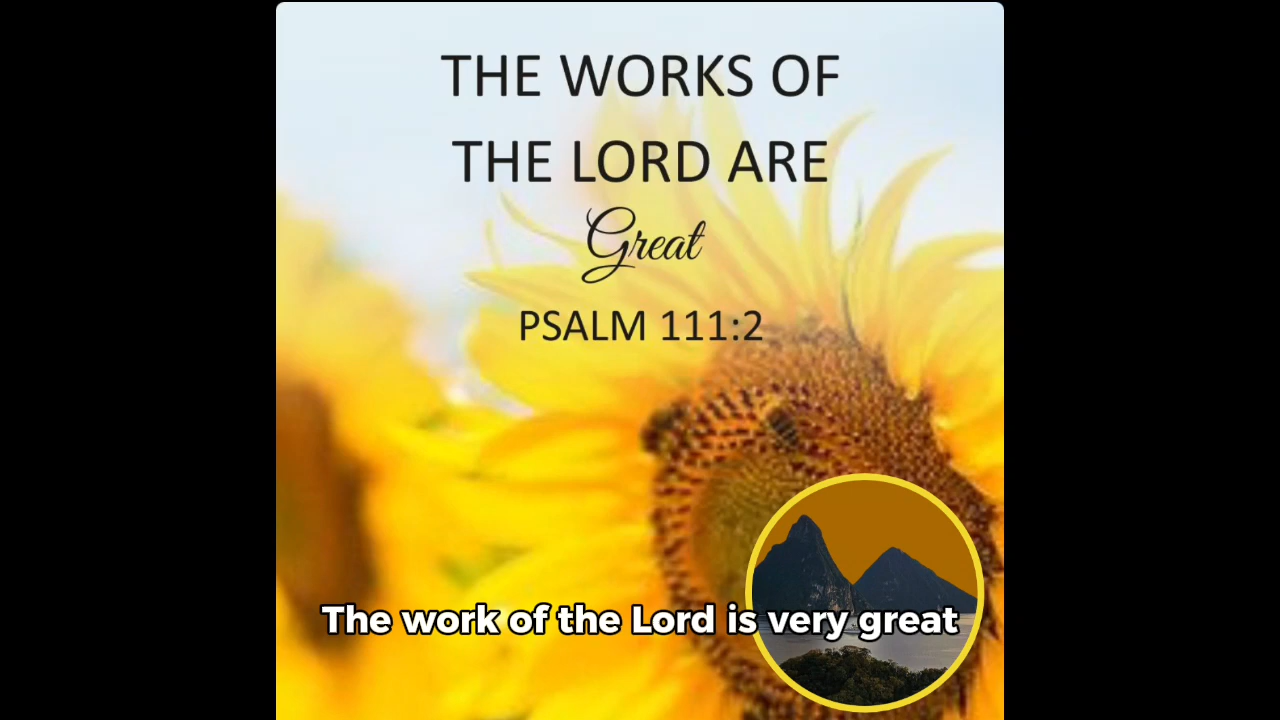 THE WORKS OF
THE LORD ARE
Great
PSALM 111:2
The work of the Lord is very great